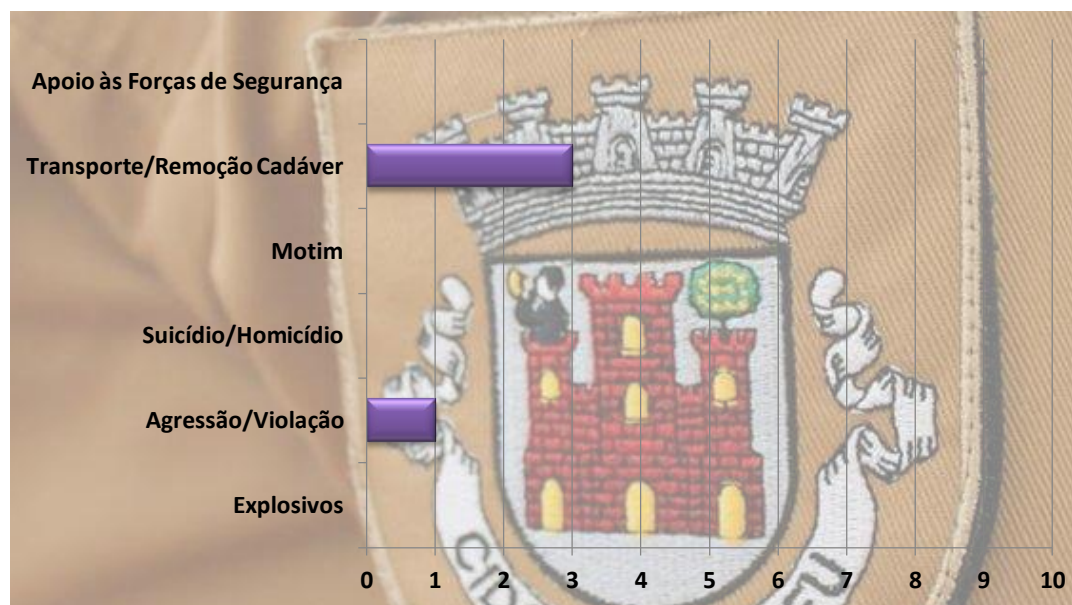 Apoio às Forças de Segurança
Transporte/Remoção Cadáver
Motim
Suicídio/Homicídio
Agressão/Violação
Explosivos
0 1 2 3 4 5 6 7 8 9 10